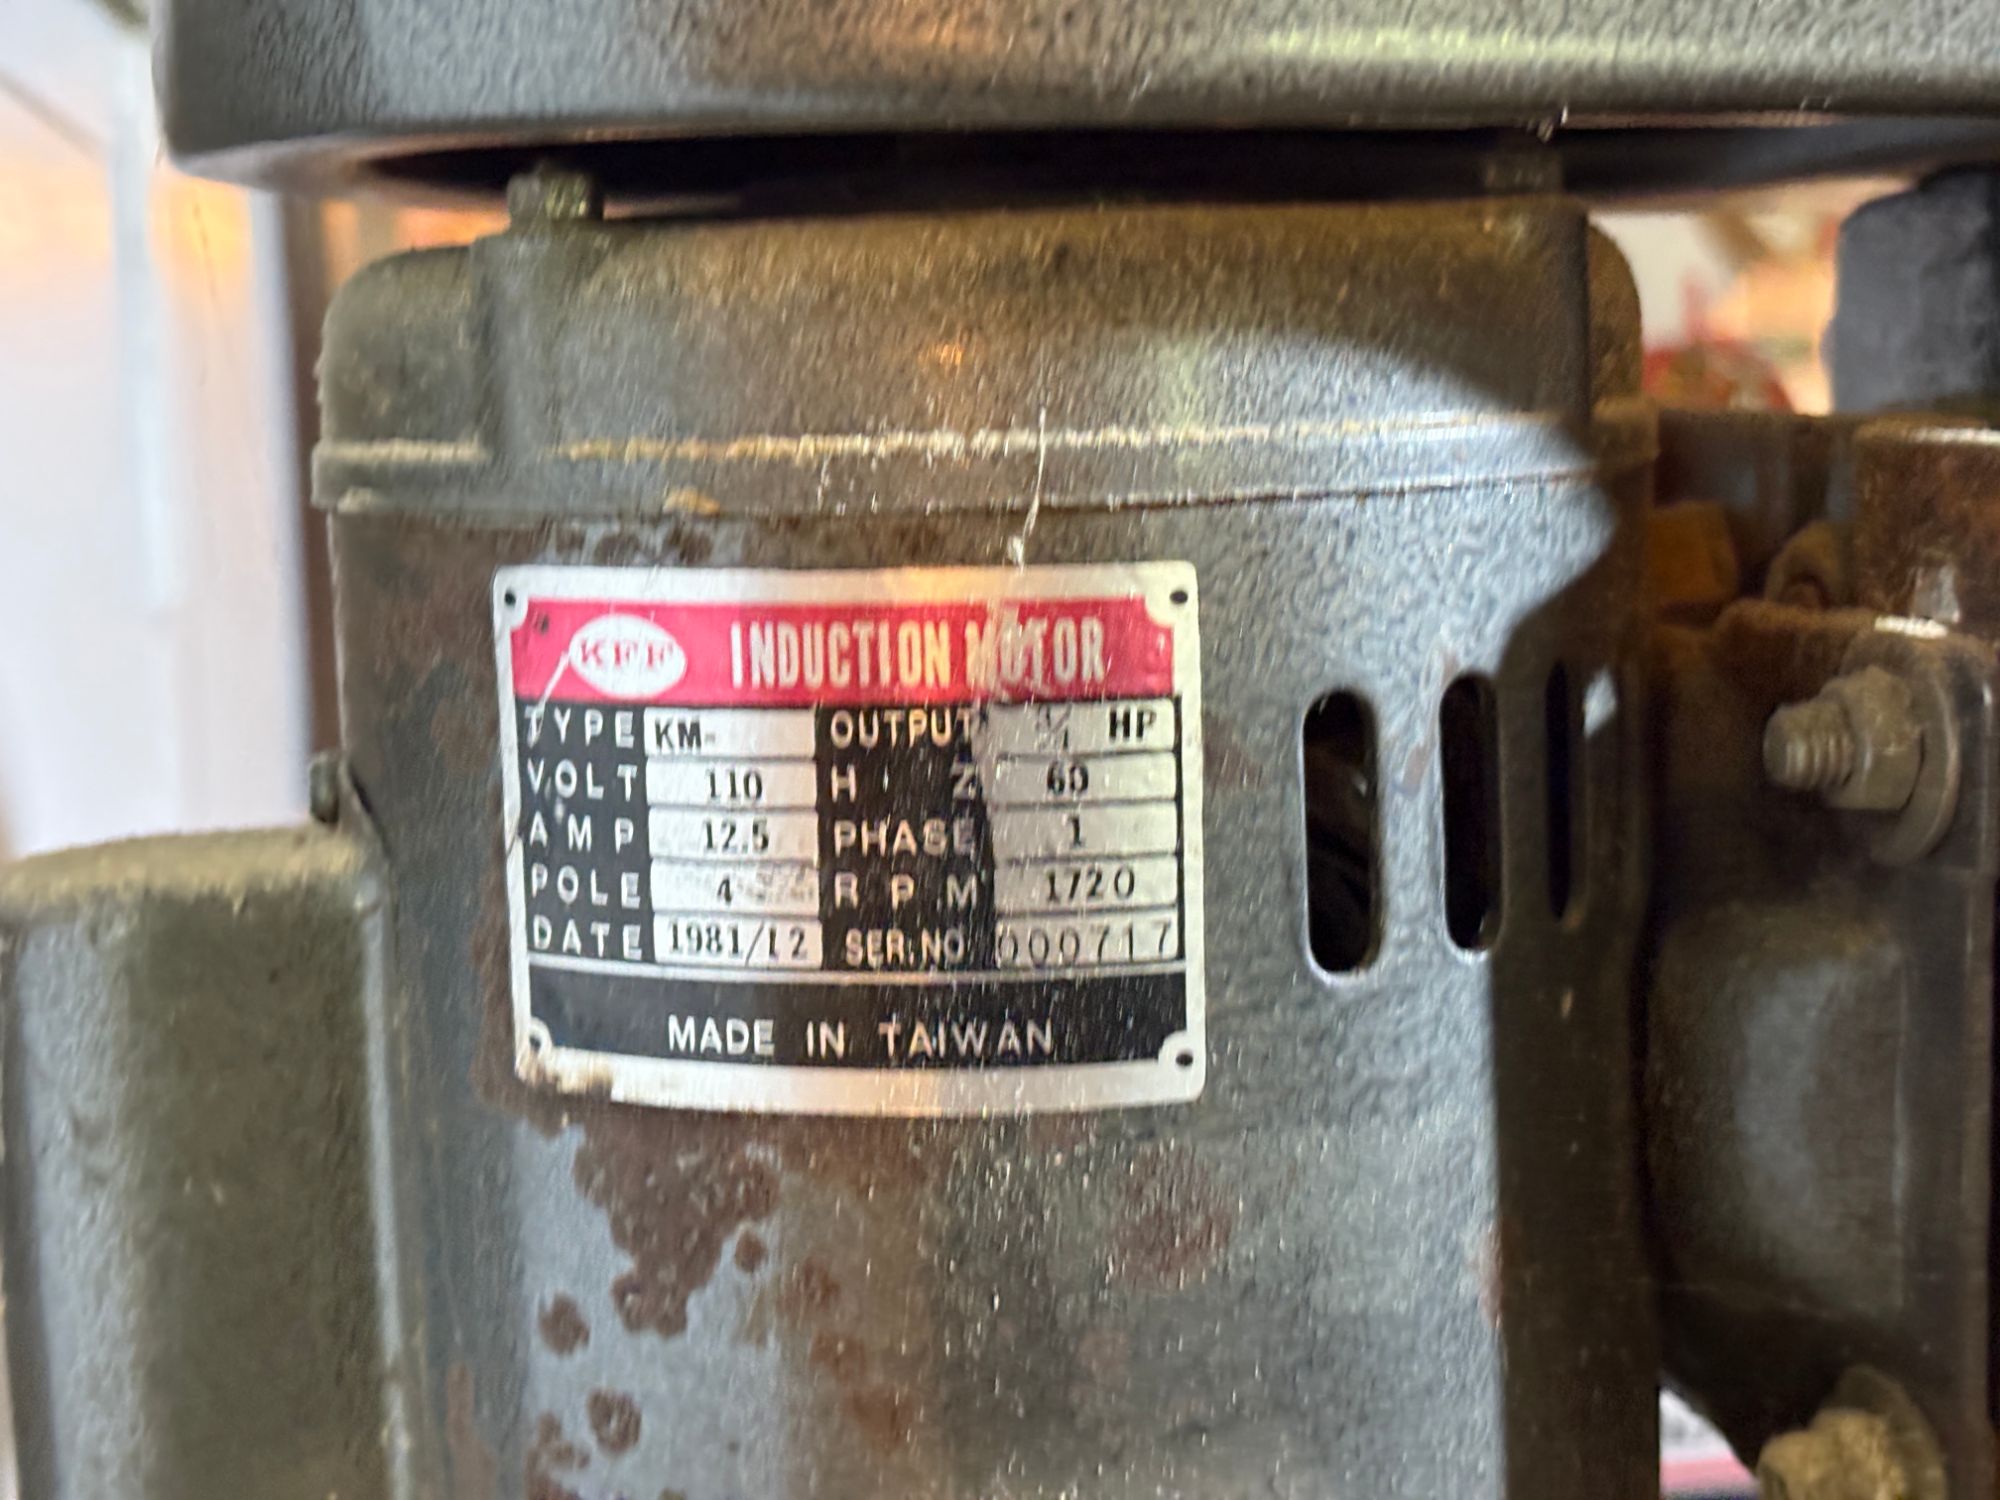 KFF INDUCTION MOTOR
TYPE KM- OUTPUT HP
VOLT 110 HZ 60
AMP 12.5 PHASE 1
POLE 4 RPM 1720
DATE 1981/12 SER.NO. 000717
MADE IN TAIWAN